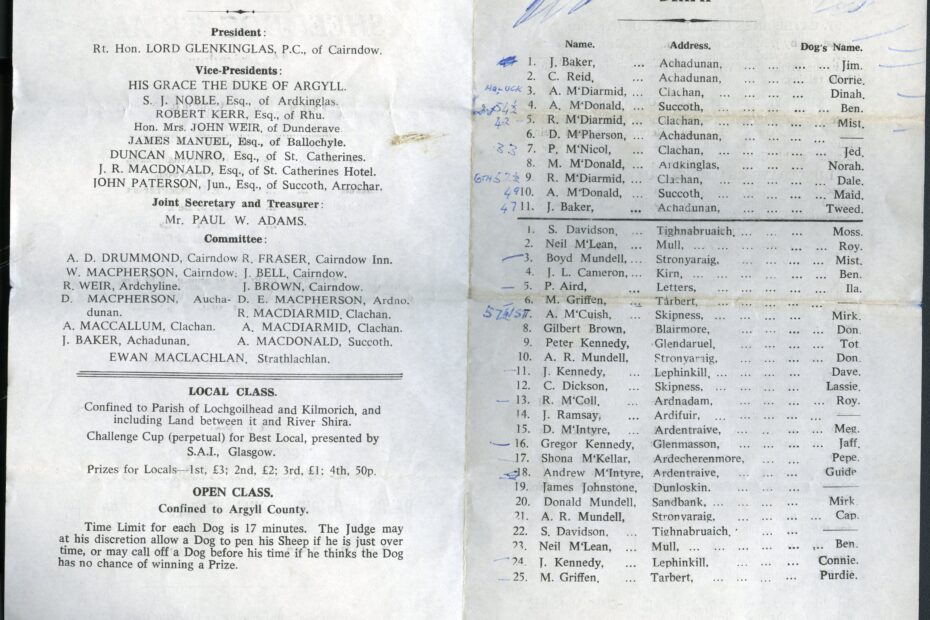 President:
Rt. Hon. LORD GLENKINGLAS, P.C., of Cairndow.
Vice-Presidents:
HIS GRACE THE DUKE OF ARGYLL.
S. J. NOBLE, Esq., of Ardkinglas.
ROBERT KERR, Esq., of Rhu.
Hon. Mrs. JOHN WEIR, of Dunderave
JAMES MANUEL, Esq., of Ballochyle.
DUNCAN MUNRO, Esq., of St. Catherines.
J. R. MACDONALD, Esq., of St. Catherines Hotel.
JOHN PATERSON, Jun., Esq., of Succoth, Arrochar.
Joint Secretary and Treasurer:
Mr. PAUL W. ADAMS.
Committee:
A. D. DRUMMOND, Cairndow R. FRASER, Cairndow Inn.
W. MACPHERSON, Cairndow. J. BELL, Cairndow.
R. WEIR, Ardchyline. J. BROWN, Cairndow.
D. MACPHERSON, Aucha- D. E. MACPHERSON, Ardno.
dunan. R. MACDIARMID, Clachan.
A. MACCALLUM, Clachan. A. MACDIARMID, Clachan.
J. BAKER, Achadunan. A. MACDONALD, Succoth.
EWAN MACLACHLAN, Strathlachlan.
LOCAL CLASS.
Confined to Parish of Lochgoilhead and Kilmorich, and
including Land between it and River Shira.
Challenge Cup (perpetual) for Best Local, presented by
S.A.I., Glasgow.
Prizes for Locals—1st, £3; 2nd, £2; 3rd, £1; 4th, 50p.
OPEN CLASS.
Confined to Argyll County.
Time Limit for each Dog is 17 minutes. The Judge may
at his discretion allow a Dog to pen his Sheep if he is just over
time, or may call off a Dog before his time if he thinks the Dog
has no chance of winning a Prize.
Name. Address. Dog's Name.
1. J. Baker, ... Achadunan, ... ... ... Jim.
2. C. Reid, ... Achadunan, ... ... ... Corrie.
3. A. M'Diarmid, ... Clachan, ... ... ... Dinah.
54½ 4. A. M'Donald, ... Succoth, ... ... ... Ben.
42 5. R. M'Diarmid, ... Clachan, ... ... ... Mist.
6. D. M'Pherson, ... Achadunan, ... ... ... ——
33 7. P. M'Nicol, ... Clachan, ... ... ... Jed.
8. M. M'Donald, ... Ardkinglas, ... ... ... Norah.
57½ 9. R. M'Diarmid, ... Clachan, ... ... ... Dale.
49 10. A. M'Donald, ... Succoth, ... ... ... Maid.
47 11. J. Baker, ... Achadunan, ... ... ... Tweed.
1. S. Davidson, ... Tighnabruaich, ... ... Moss.
2. Neil M'Lean, ... Mull, ... ... ... ... Roy.
3. Boyd Mundell, ... Stronyaraig, ... ... ... Mist.
4. J. L. Cameron, ... Kirn, ... ... ... ... Ben.
5. P. Aird, ... Letters, ... ... ... Ila.
6. M. Griffen, ... Tarbert, ... ... ... ——
7. A. M'Cuish, ... Skipness, ... ... ... Mirk.
8. Gilbert Brown, ... Blairmore, ... ... ... Don.
9. Peter Kennedy, ... Glendaruel, ... ... ... Tot
10. A. R. Mundell, ... Stronyaraig, ... ... ... Don.
11. J. Kennedy, ... Lephinkill, ... ... ... Dave.
12. C. Dickson, ... Skipness, ... ... ... Lassie.
13. R. M'Coll, ... Ardnadam, ... ... ... Roy.
14. J. Ramsay, ... Ardifuir, ... ... ... ——
15. D. M'Intyre, ... Ardentraive, ... ... ... Meg.
16. Gregor Kennedy, ... Glenmasson, ... ... ... Jaff.
17. Shona M'Kellar, ... Ardecherenmore, ... ... ... Pepe.
18. Andrew M'Intyre, ... Ardentraive, ... ... ... Guide
19. James Johnstone, ... Dunloskin. ... ... ... ——
20. Donald Mundell, ... Sandbank, ... ... ... Mirk.
21. A. R. Mundell, ... Stronvaraig, ... ... ... Cap.
22. S. Davidson, ... Tighnabruaich. ... ... ——
23. Neil M'Lean, ... Mull, ... ... ... ... Ben.
24. J. Kennedy, ... Lephinkill. ... ... ... Connie.
25. M. Griffen, ... Tarbert, ... ... ... Purdie.